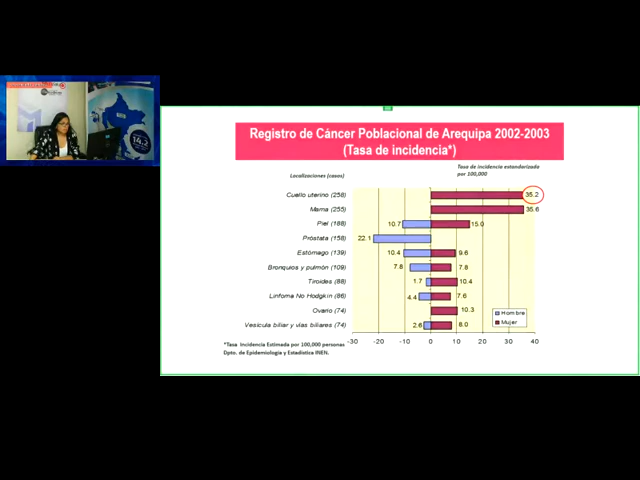 Registro de Cáncer Poblacional de Arequipa 2002-2003
(Tasa de incidencia*)
Localizaciones (casos)
Tasa de incidencia estandarizada
por 100,000
Cuello uterino (258) 35.2
Mama (255) 35.6
Piel (188) 10.7 15.0
Próstata (158) 22.1
Estómago (139) 10.4 9.6
Bronquios y pulmón (109) 7.8 7.8
Tiroides (88) 1.7 10.4
Linfoma No Hodgkin (86) 4.4 7.6
Ovario (74) 10.3
Vesícula biliar y vías biliares (74) 2.6 8.0
Hombre
Mujer
-30 -20 -10 0 10 20 30 40
*Tasa Incidencia Estimada por 100,000 personas
Dpto. de Epidemiología y Estadística INEN.
14.2